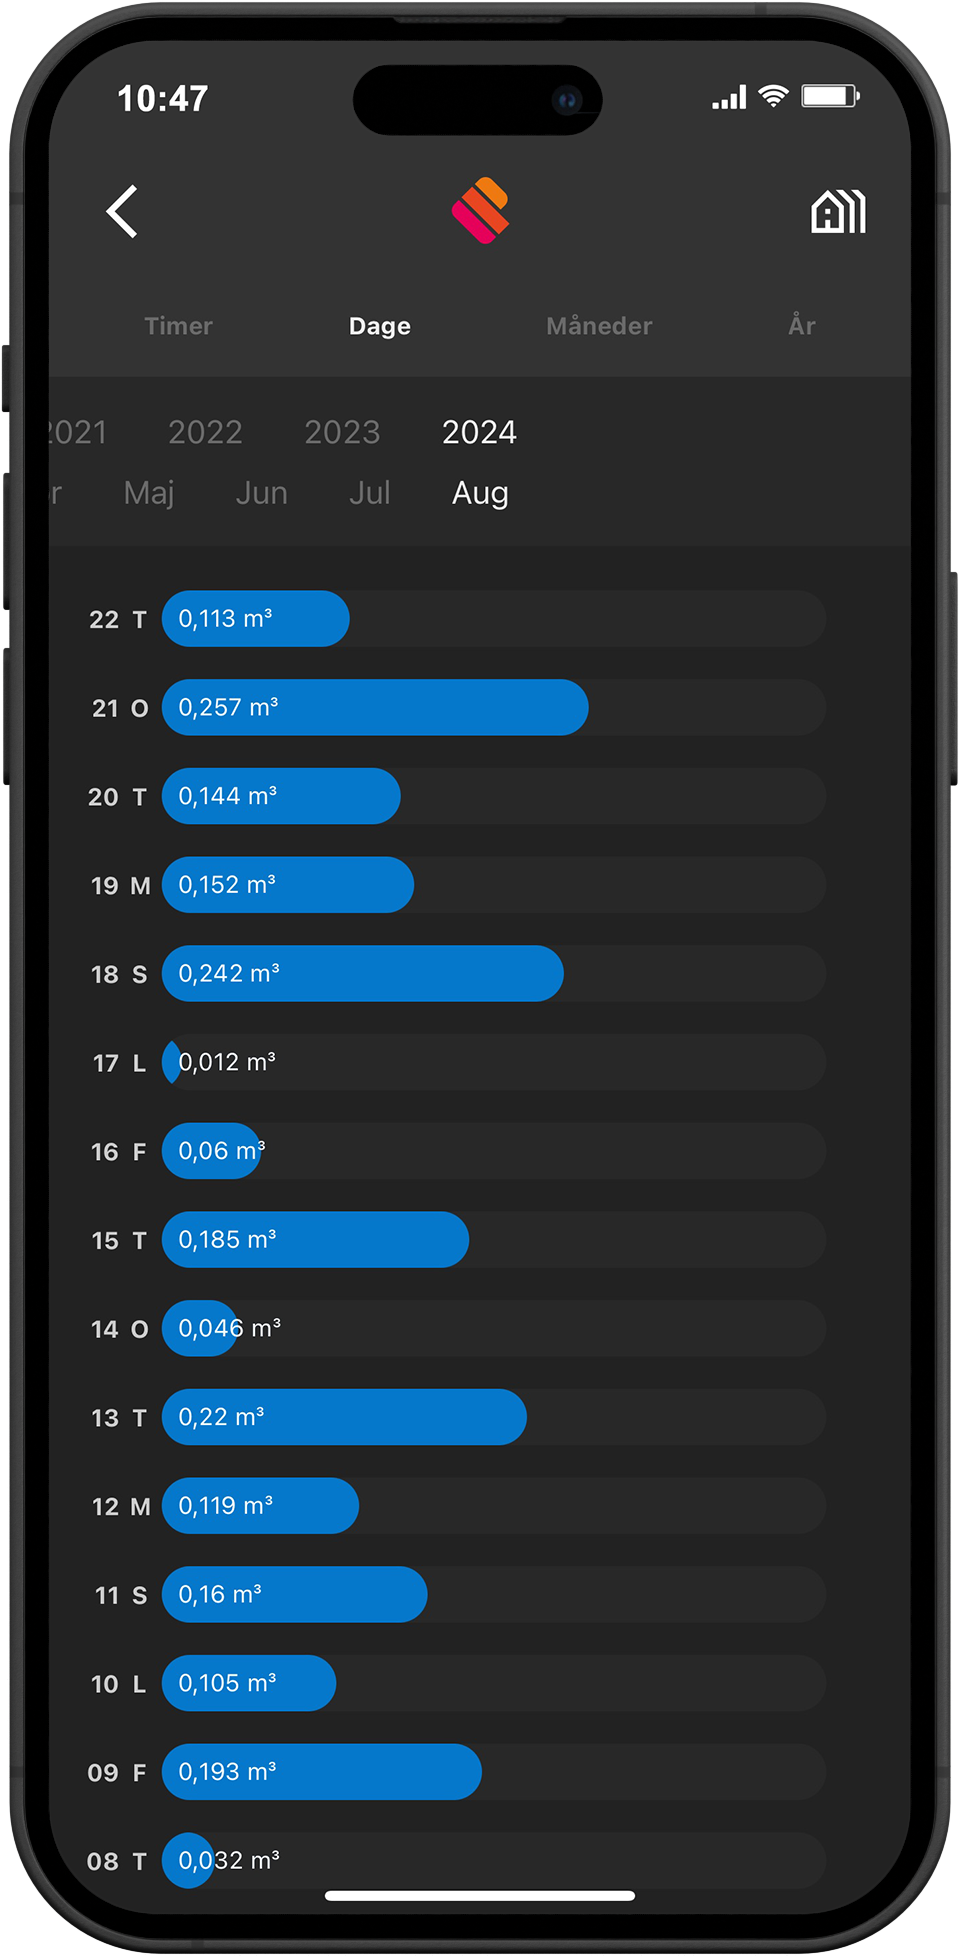 10:47
Timer Dage Måneder År
2021 2022 2023 2024
Maj Jun Jul Aug
22 T 0,113 m³
21 O 0,257 m³
20 T 0,144 m³
19 M 0,152 m³
18 S 0,242 m³
17 L 0,012 m³
16 F 0,06 m³
15 T 0,185 m³
14 O 0,046 m³
13 T 0,22 m³
12 M 0,119 m³
11 S 0,16 m³
10 L 0,105 m³
09 F 0,193 m³
08 T 0,032 m³